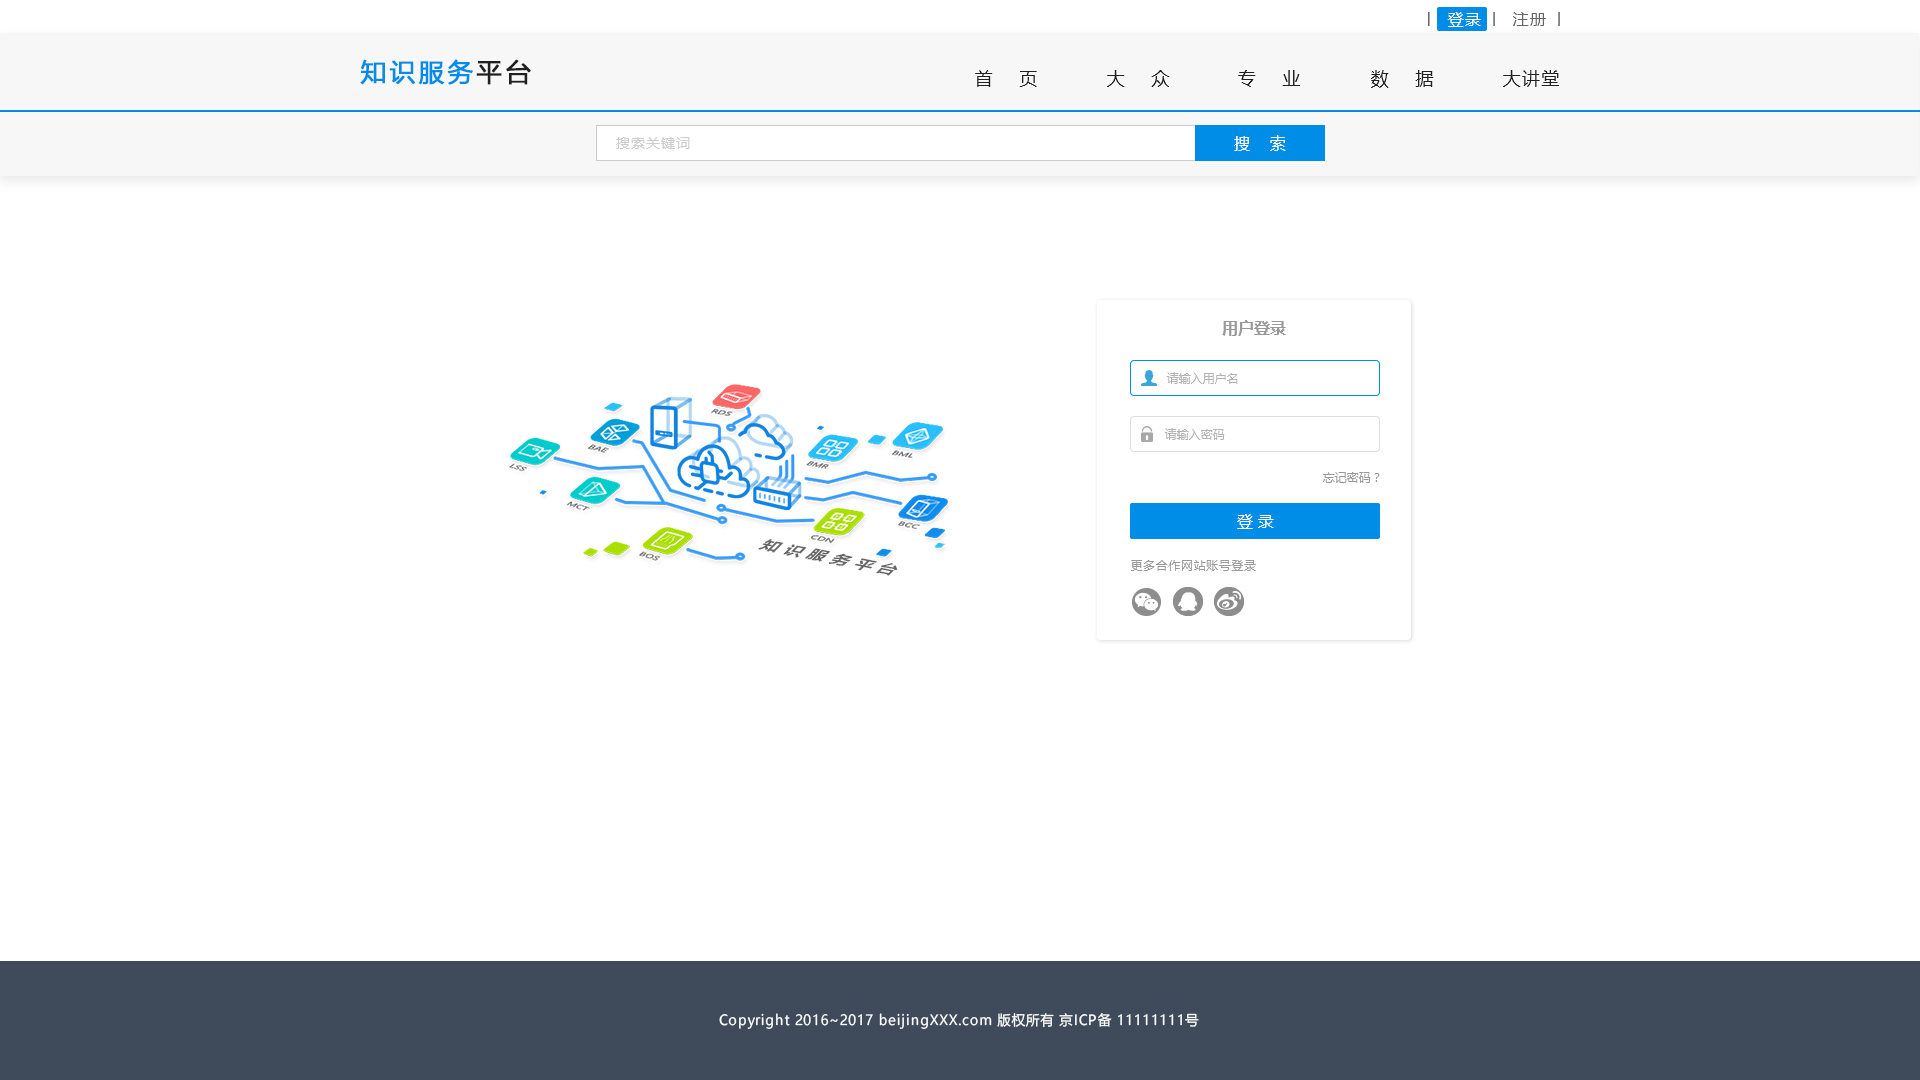 | 登录 | 注册 |
知识服务平台
首 页 大 众 专 业 数 据 大讲堂
搜索关键词 搜 索
用户登录
请输入用户名
请输入密码
忘记密码？
登 录
更多合作网站账号登录
RDS
BAE
LSS
BMR
BML
MCT
BCC
CDN
BOS
知识服务平台
Copyright 2016~2017 beijingXXX.com 版权所有 京ICP备 11111111号